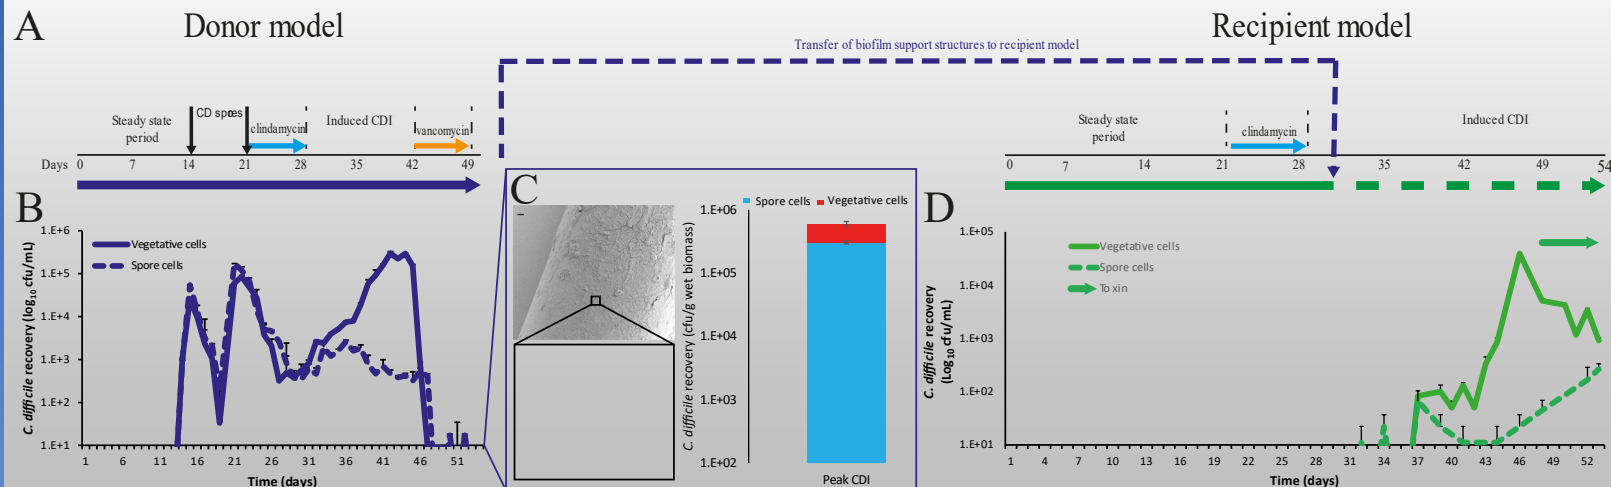 A
Donor model
Recipient model
Transfer of biofilm support structures to recipient model
Steady state
period
CD spores
clindamycin
Induced CDI
vancomycin
Days 0 7 14 21 28 35 42 49
Steady state
period
clindamycin
Induced CDI
0 7 14 21 28 35 42 49 54
B
C. difficile recovery (log10 cfu/mL)
1.E+6
1.E+5
1.E+4
1.E+3
1.E+2
1.E+1
Vegetative cells
Spore cells
1 6 11 16 21 26 31 36 41 46 51
Time (days)
C
Spore cells Vegetative cells
C. difficile recovery (cfu/g wet biomass)
1.E+06
1.E+05
1.E+04
1.E+03
1.E+02
Peak CDI
D
C. difficile recovery
(Log10 cfu/mL)
1.E+05
1.E+04
1.E+03
1.E+02
1.E+01
Vegetative cells
Spore cells
To xin
1 4 7 10 13 16 19 22 25 28 31 34 37 40 43 46 49 52
Time (days)